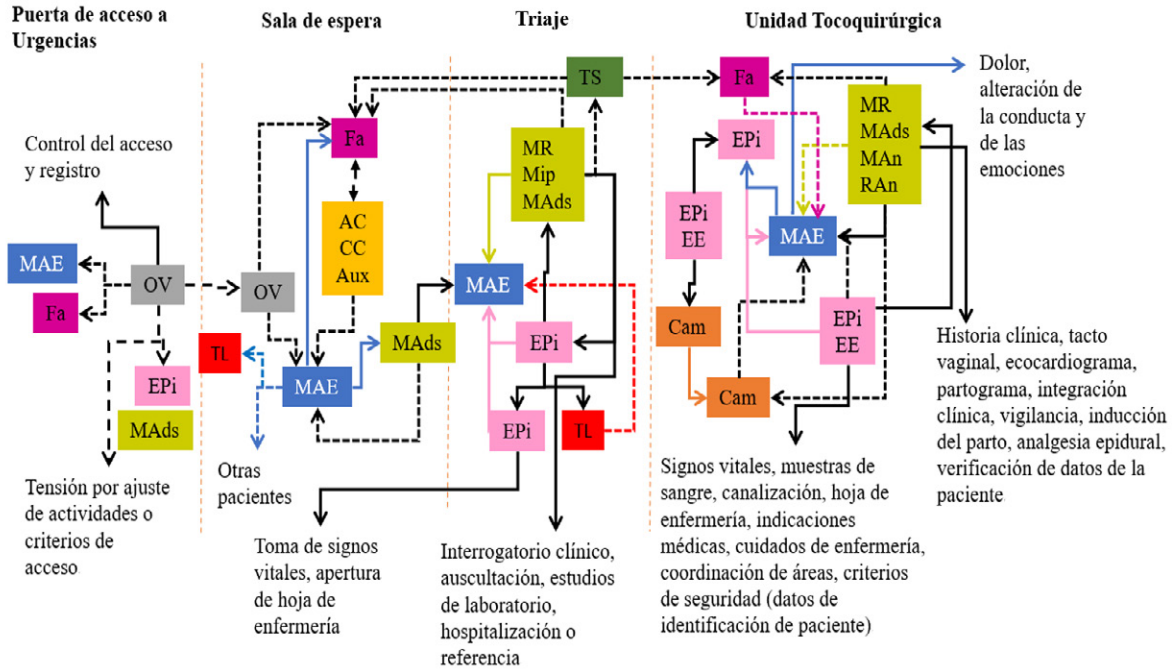 Puerta de acceso a
Urgencias
Sala de espera
Triaje
Unidad Tocoquirúrgica
Control del acceso
y registro
MAE
Fa
OV
EPi
MAds
Tensión por ajuste
de actividades o
criterios de
acceso
OV
TL
Fa
AC
CC
Aux
MAE
MAds
Otras
pacientes
TS
MR
Mip
MAds
MAE
EPi
EPi
TL
Toma de signos
vitales, apertura
de hoja de
enfermería
Interrogatorio clínico,
auscultación, estudios
de laboratorio,
hospitalización o
referencia
Fa
EPi
MR
MAds
MAn
RAn
EPi
EE
MAE
Cam
Cam
EPi
EE
Dolor,
alteración de
la conducta y
de las
emociones
Signos vitales, muestras de
sangre, canalización, hoja de
enfermería, indicaciones
médicas, cuidados de enfermería,
coordinación de áreas, criterios
de seguridad (datos de
identificación de paciente)
Historia clínica, tacto
vaginal, ecocardiograma,
partograma, integración
clínica, vigilancia, inducción
del parto, analgesia epidural,
verificación de datos de la
paciente